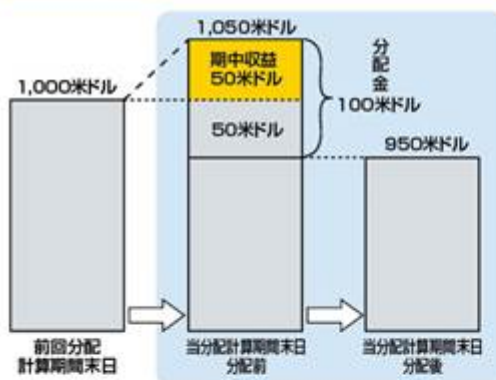 1,050米ドル
1,000米ドル
期中収益
50米ドル
50米ドル
分配金
100米ドル
950米ドル
前回分配
計算期間末日
当分配計算期間末日
分配前
当分配計算期間末日
分配後